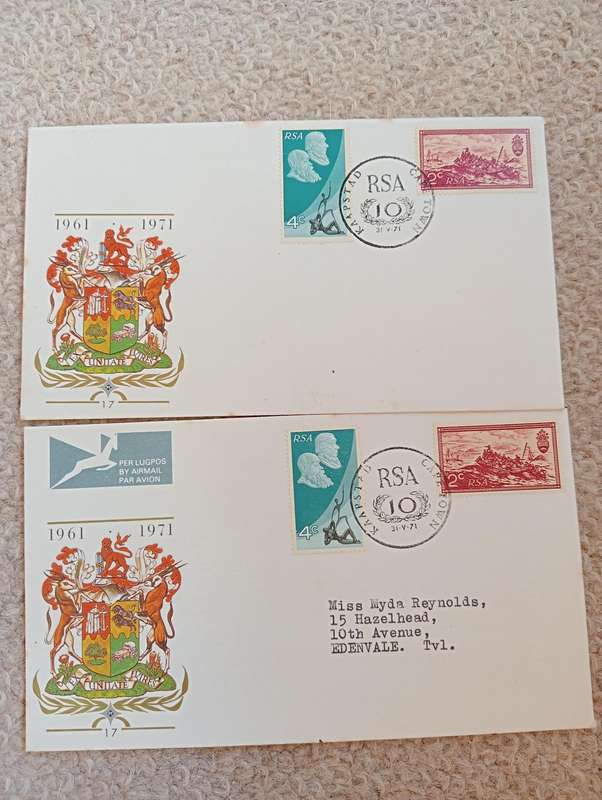 RSA
4c
KAAPSTAD CAPE TOWN
RSA
10
31·V·71
2c
RSA
1961 · 1971
UNITATE VIRES
17
PER LUGPOS
BY AIRMAIL
PAR AVION
RSA
4c
KAAPSTAD CAPE TOWN
RSA
10
31·V·71
2c
RSA
1961 · 1971
UNITATE VIRES
17
Miss Myda Reynolds,
15 Hazelhead,
10th Avenue,
EDENVALE. Tvl.